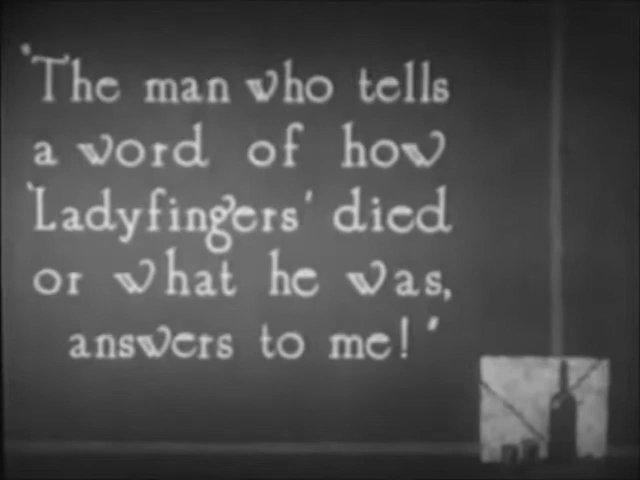 "The man who tells
a word of how
'Ladyfingers' died
or what he was,
answers to me!"